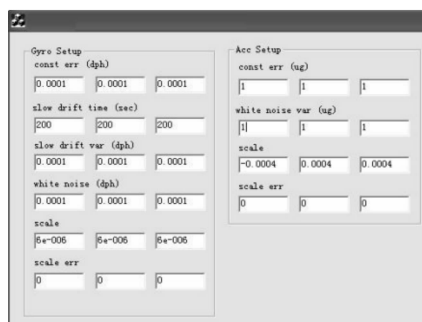 Gyro Setup
const err (dph)
0.0001 0.0001 0.0001
slow drift time (sec)
200 200 200
slow drift var (dph)
0.0001 0.0001 0.0001
white noise (dph)
0.0001 0.0001 0.0001
scale
6e-006 6e-006 6e-006
scale err
0 0 0
Acc Setup
const err (ug)
1 1 1
white noise var (ug)
1 1 1
scale
-0.0004 0.0004 0.0004
scale err
0 0 0